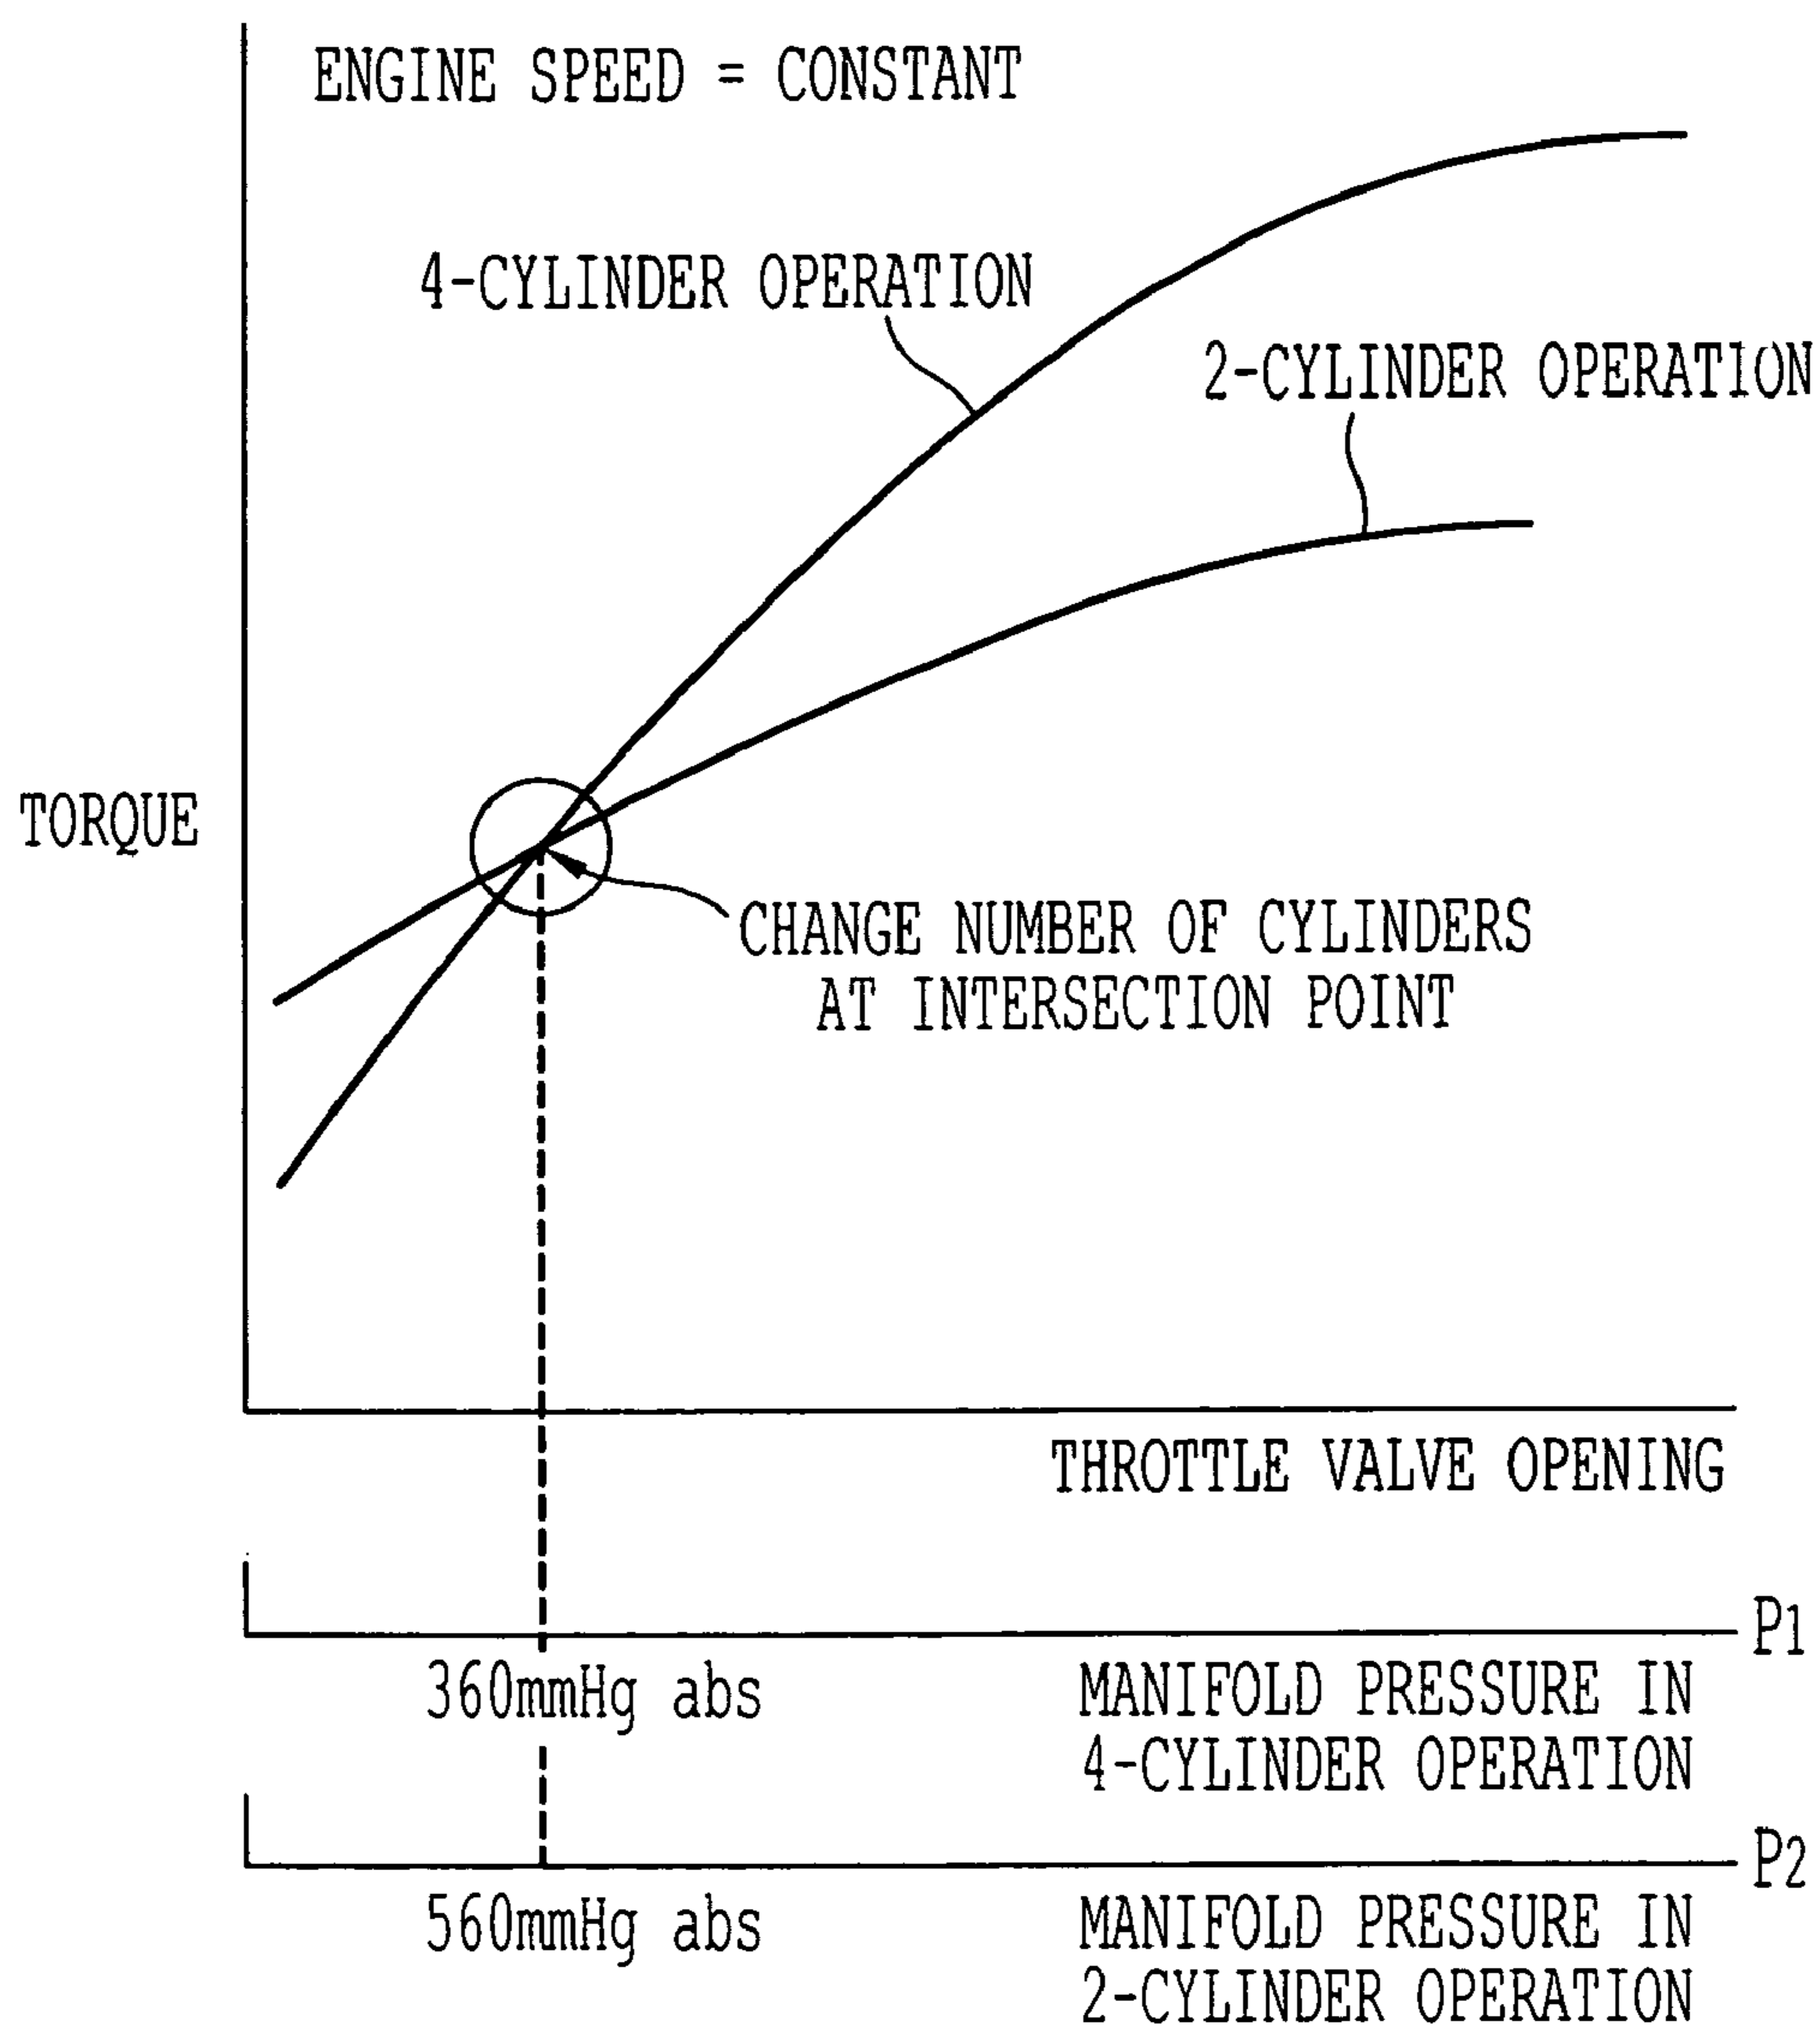 ENGINE SPEED = CONSTANT
4-CYLINDER OPERATION
2-CYLINDER OPERATION
TORQUE
CHANGE NUMBER OF CYLINDERS
AT INTERSECTION POINT
THROTTLE VALVE OPENING
P1
360mmHg abs
MANIFOLD PRESSURE IN
4-CYLINDER OPERATION
P2
560mmHg abs
MANIFOLD PRESSURE IN
2-CYLINDER OPERATION